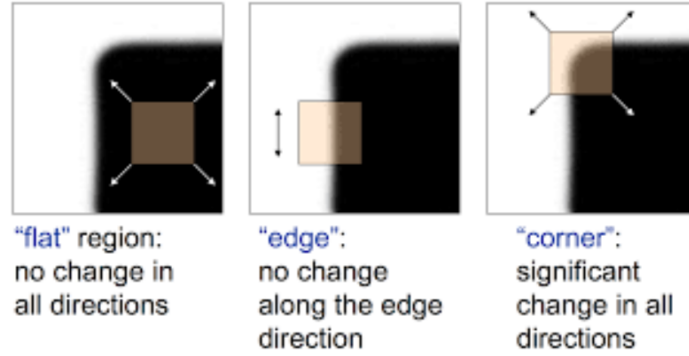 "flat" region:
no change in
all directions
"edge":
no change
along the edge
direction
"corner":
significant
change in all
directions